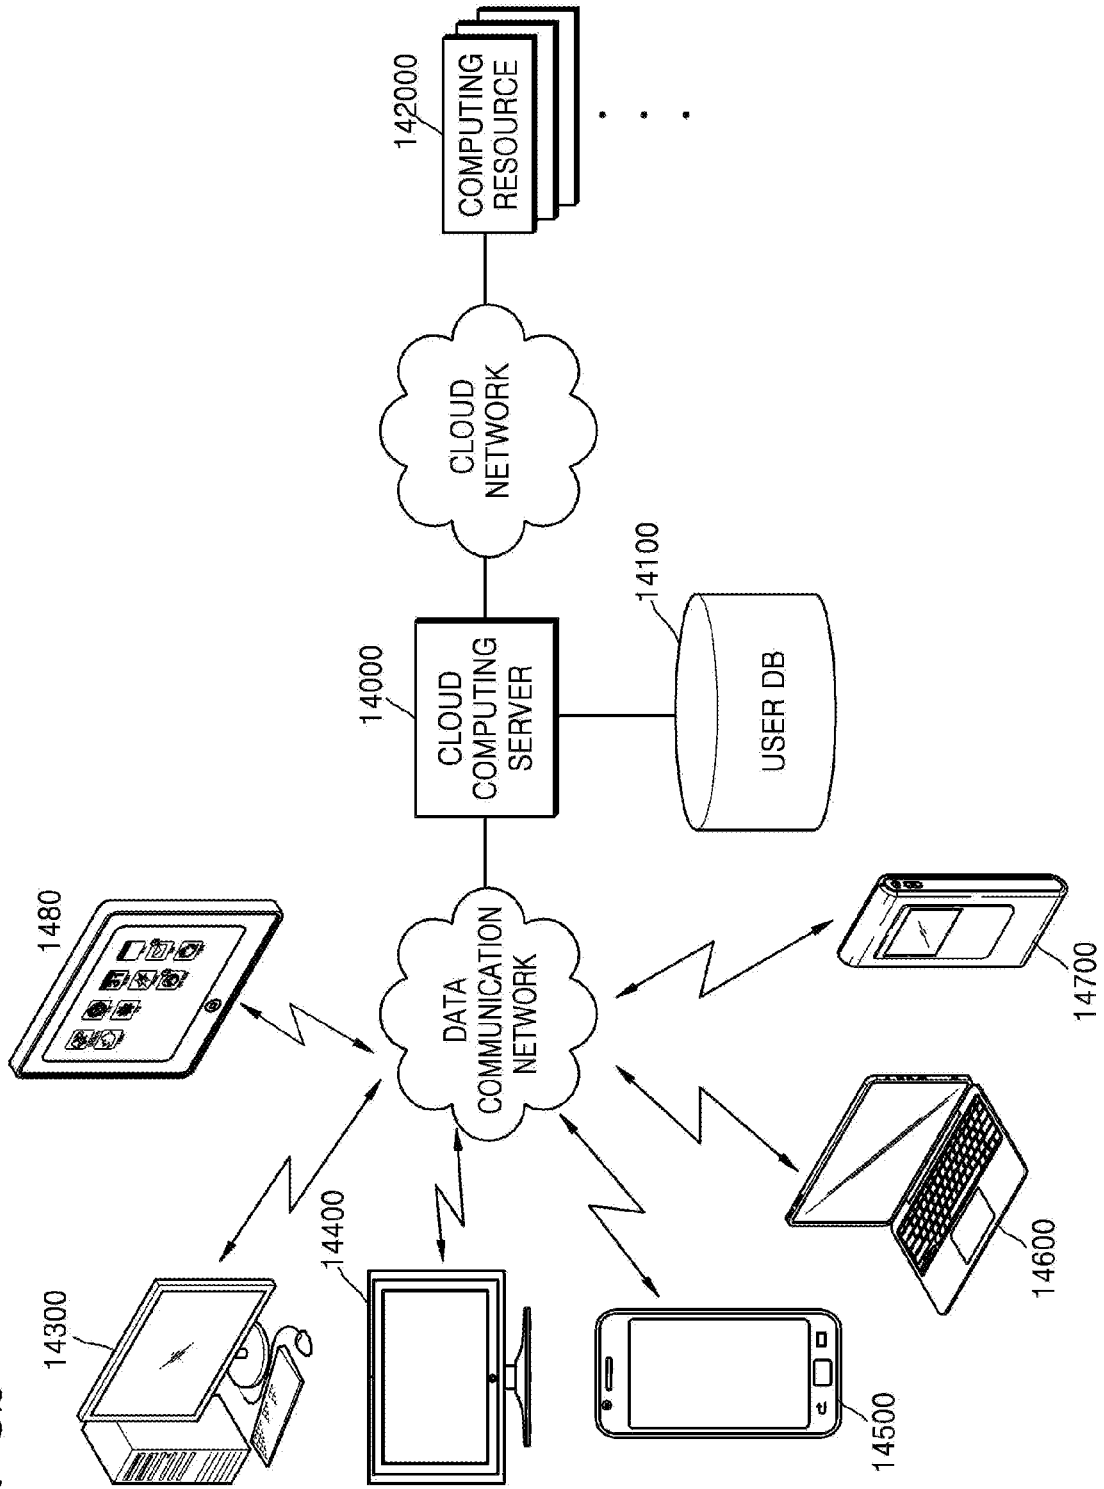 14300
14400
14500
14600
14700
1480
DATA
COMMUNICATION
NETWORK
14000
CLOUD
COMPUTING
SERVER
14100
USER DB
CLOUD
NETWORK
142000
COMPUTING
RESOURCE